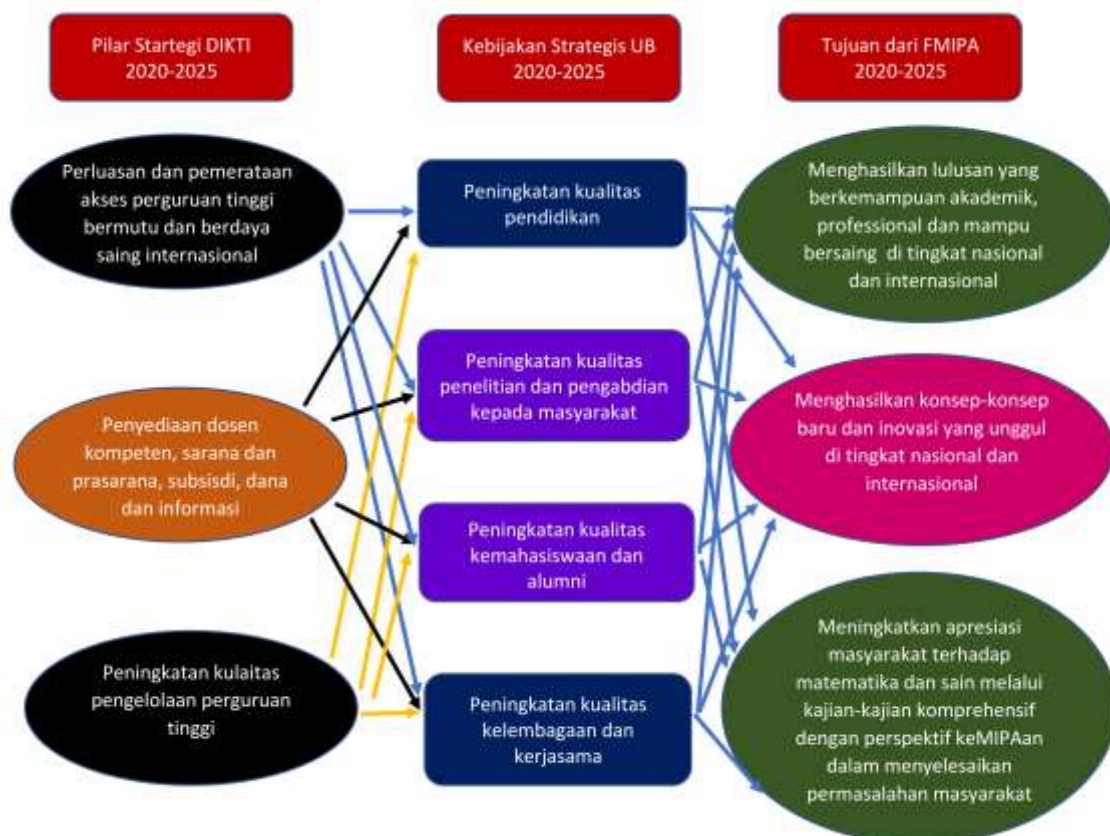 Pilar Startegi DIKTI
2020-2025
Kebijakan Strategis UB
2020-2025
Tujuan dari FMIPA
2020-2025
Perluasan dan pemerataan
akses perguruan tinggi
bermutu dan berdaya
saing internasional
Penyediaan dosen
kompeten, sarana dan
prasarana, subsisdi, dana
dan informasi
Peningkatan kulaitas
pengelolaan perguruan
tinggi
Peningkatan kualitas
pendidikan
Peningkatan kualitas
penelitian dan pengabdian
kepada masyarakat
Peningkatan kualitas
kemahasiswaan dan
alumni
Peningkatan kualitas
kelembagaan dan
kerjasama
Menghasilkan lulusan yang
berkemampuan akademik,
professional dan mampu
bersaing di tingkat nasional
dan internasional
Menghasilkan konsep-konsep
baru dan inovasi yang unggul
di tingkat nasional dan
internasional
Meningkatkan apresiasi
masyarakat terhadap
matematika dan sain melalui
kajian-kajian komprehensif
dengan perspektif keMIPAan
dalam menyelesaikan
permasalahan masyarakat